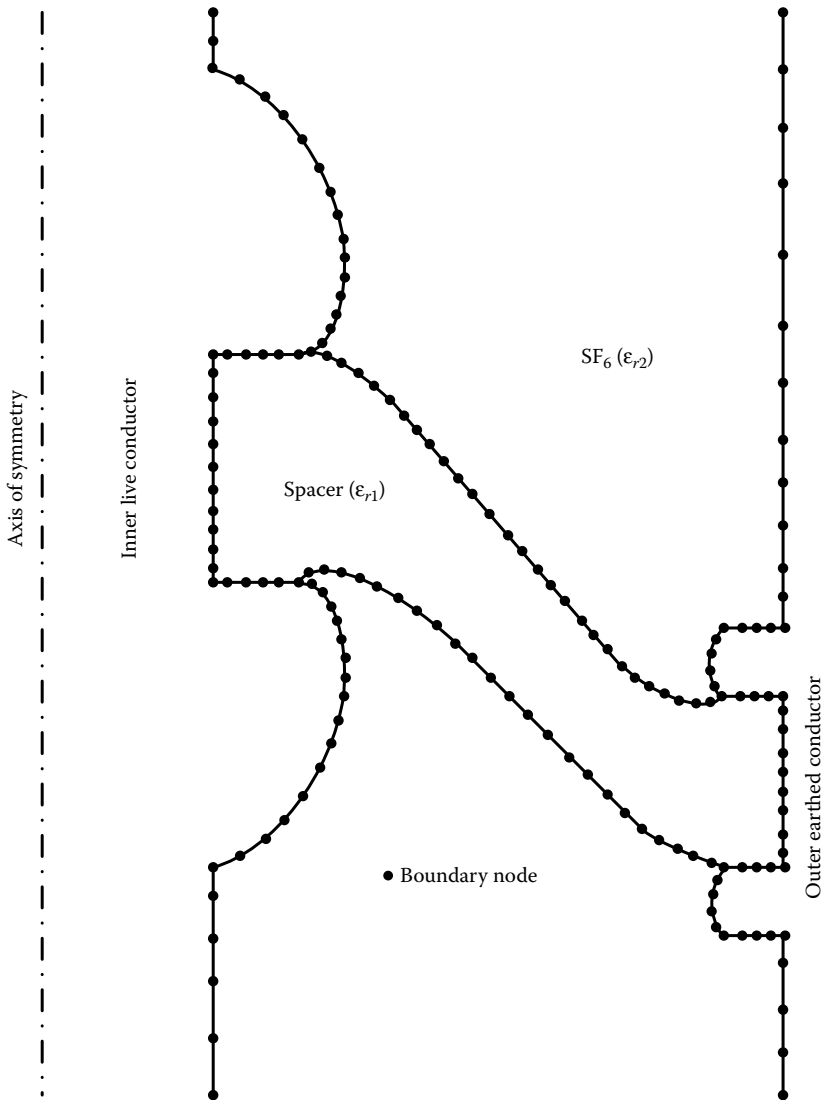 Axis of symmetry
Inner live conductor
SF₆ (εᵣ₂)
Spacer (εᵣ₁)
Boundary node
Outer earthed conductor